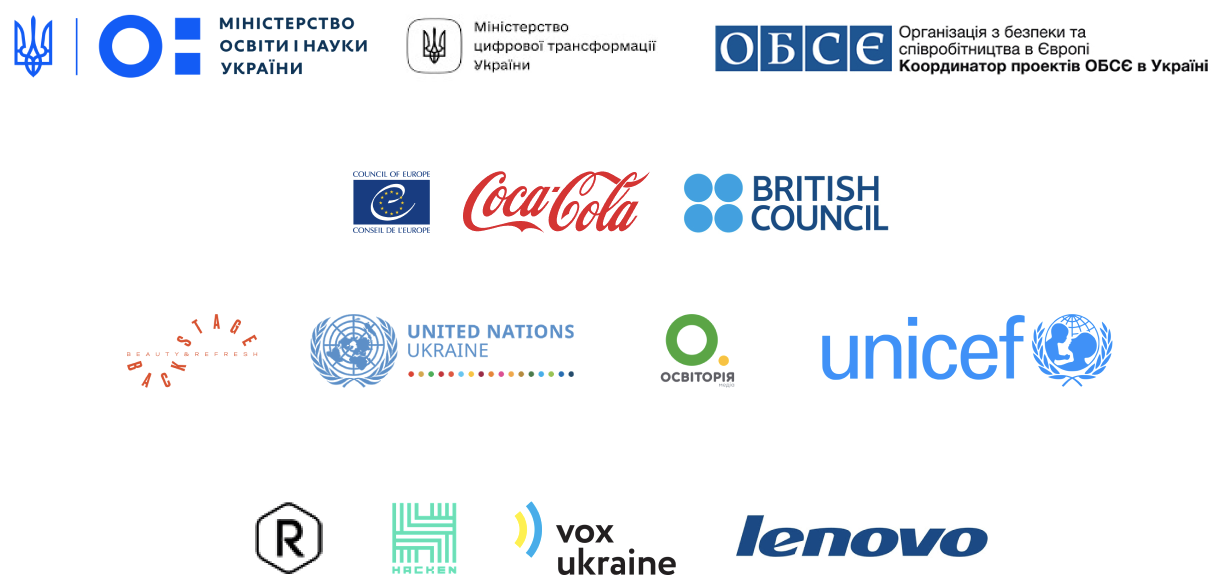 МІНІСТЕРСТВО
ОСВІТИ І НАУКИ
УКРАЇНИ
Міністерство
цифрової трансформації
України
ОБСЄ
Організація з безпеки та
співробітництва в Європі
Координатор проектів ОБСЄ в Україні
COUNCIL OF EUROPE
CONSEIL DE L'EUROPE
Coca-Cola
BRITISH
COUNCIL
BACKSTAGE
BEAUTY&REFRESH
UNITED NATIONS
UKRAINE
ОСВІТОРІЯ
медіа
unicef
R
HACKEN
vox
ukraine
lenovo